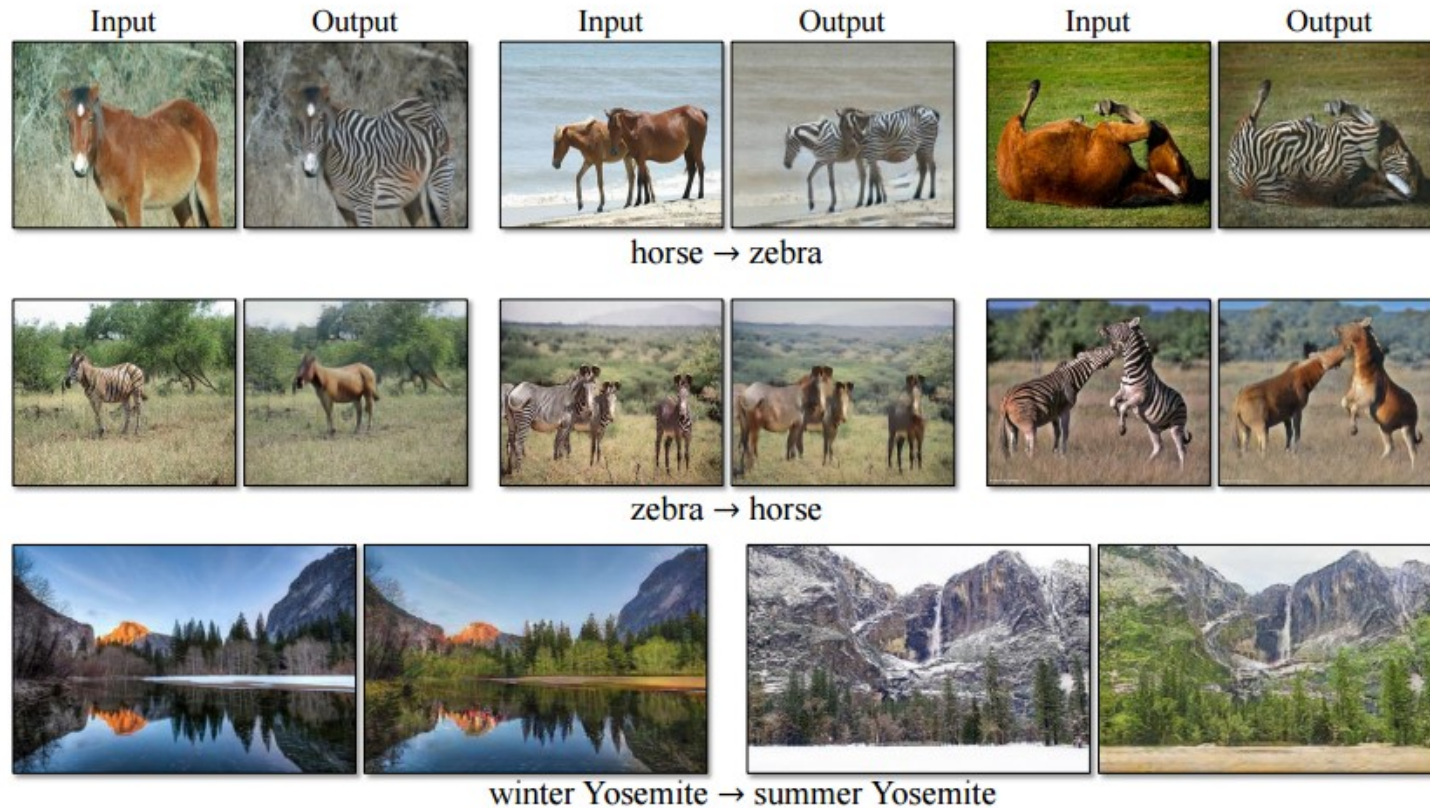 Input Output Input Output Input Output
horse → zebra
zebra → horse
winter Yosemite → summer Yosemite